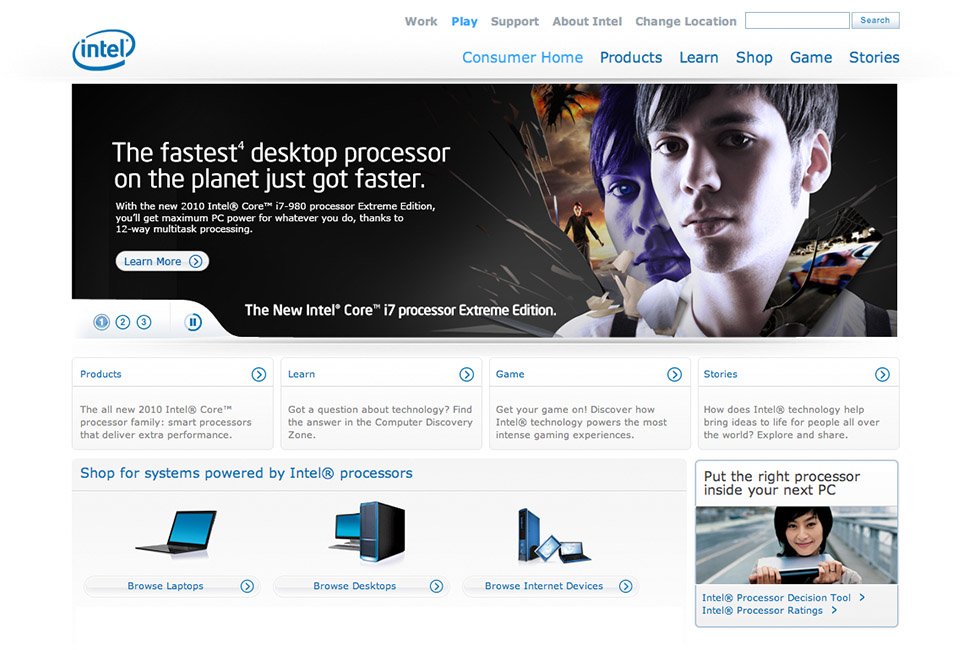 Work Play Support About Intel Change Location Search
intel
Consumer Home Products Learn Shop Game Stories
The fastest4 desktop processor
on the planet just got faster.
With the new 2010 Intel® Core™ i7-980 processor Extreme Edition,
you'll get maximum PC power for whatever you do, thanks to
12-way multitask processing.
Learn More
The New Intel® Core™ i7 processor Extreme Edition.
1 2 3
Products
The all new 2010 Intel® Core™
processor family: smart processors
that deliver extra performance.
Learn
Got a question about technology? Find
the answer in the Computer Discovery
Zone.
Game
Get your game on! Discover how
Intel® technology powers the most
intense gaming experiences.
Stories
How does Intel® technology help
bring ideas to life for people all over
the world? Explore and share.
Shop for systems powered by Intel® processors
Browse Laptops
Browse Desktops
Browse Internet Devices
Put the right processor
inside your next PC
Intel® Processor Decision Tool
Intel® Processor Ratings